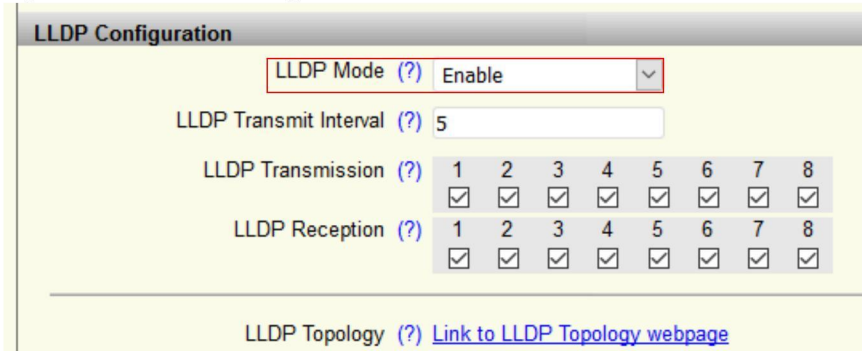 LLDP Configuration
LLDP Mode (?) Enable
LLDP Transmit Interval (?) 5
LLDP Transmission (?) 1 2 3 4 5 6 7 8
LLDP Reception (?) 1 2 3 4 5 6 7 8
LLDP Topology (?) Link to LLDP Topology webpage